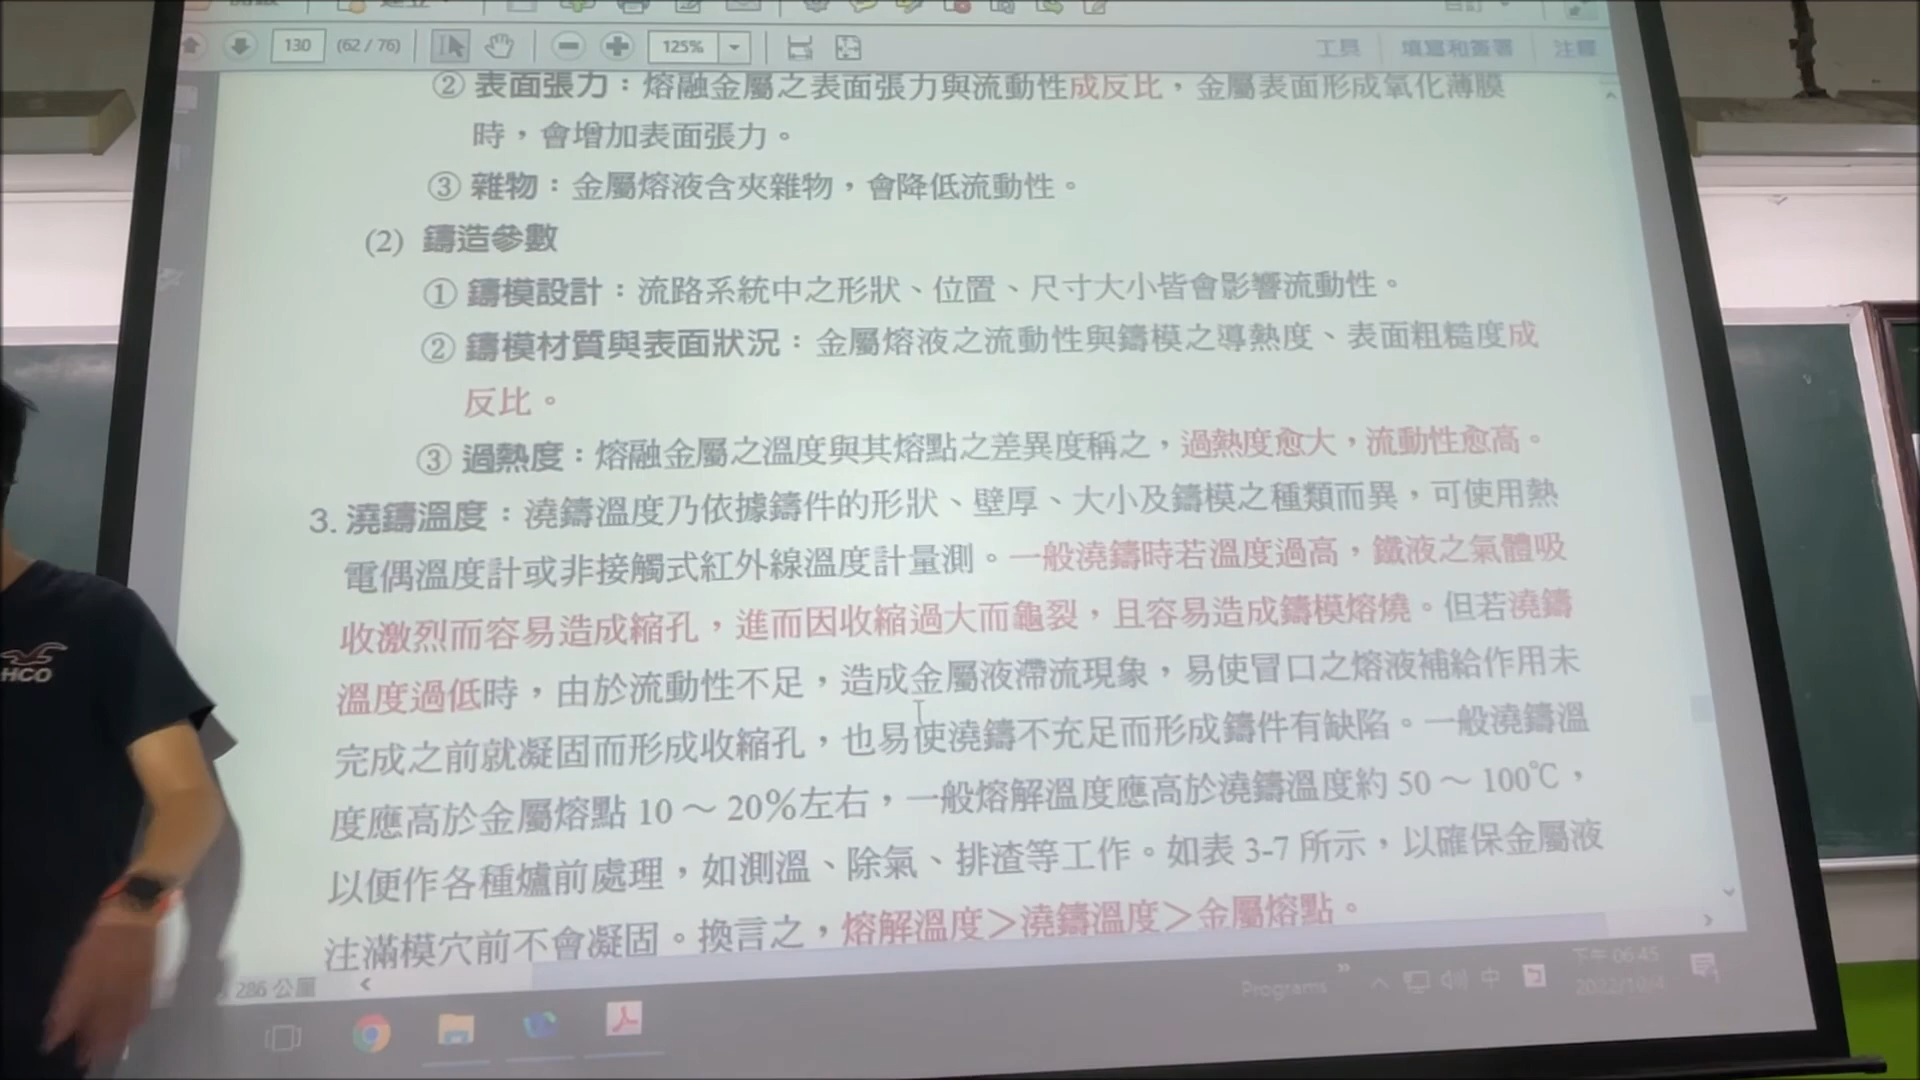 130 (62 / 76) 125% 工具 填寫和簽署 注釋
② 表面張力：熔融金屬之表面張力與流動性成反比，金屬表面形成氧化薄膜
時，會增加表面張力。
③ 雜物：金屬熔液含夾雜物，會降低流動性。
(2) 鑄造參數
① 鑄模設計：流路系統中之形狀、位置、尺寸大小皆會影響流動性。
② 鑄模材質與表面狀況：金屬熔液之流動性與鑄模之導熱度、表面粗糙度成
反比。
③ 過熱度：熔融金屬之溫度與其熔點之差異度稱之，過熱度愈大，流動性愈高。
3. 澆鑄溫度：澆鑄溫度乃依據鑄件的形狀、壁厚、大小及鑄模之種類而異，可使用熱
電偶溫度計或非接觸式紅外線溫度計量測。一般澆鑄時若溫度過高，鐵液之氣體吸
收激烈而容易造成縮孔，進而因收縮過大而龜裂，且容易造成鑄模熔燒。但若澆鑄
溫度過低時，由於流動性不足，造成金屬液滯流現象，易使冒口之熔液補給作用未
完成之前就凝固而形成收縮孔，也易使澆鑄不充足而形成鑄件有缺陷。一般澆鑄溫
度應高於金屬熔點 10 ～ 20％左右，一般熔解溫度應高於澆鑄溫度約 50 ～ 100℃，
以便作各種爐前處理，如測溫、除氣、排渣等工作。如表 3-7 所示，以確保金屬液
注滿模穴前不會凝固。換言之，熔解溫度＞澆鑄溫度＞金屬熔點。
286 公厘
Programs 中 下午 06:45
HCO